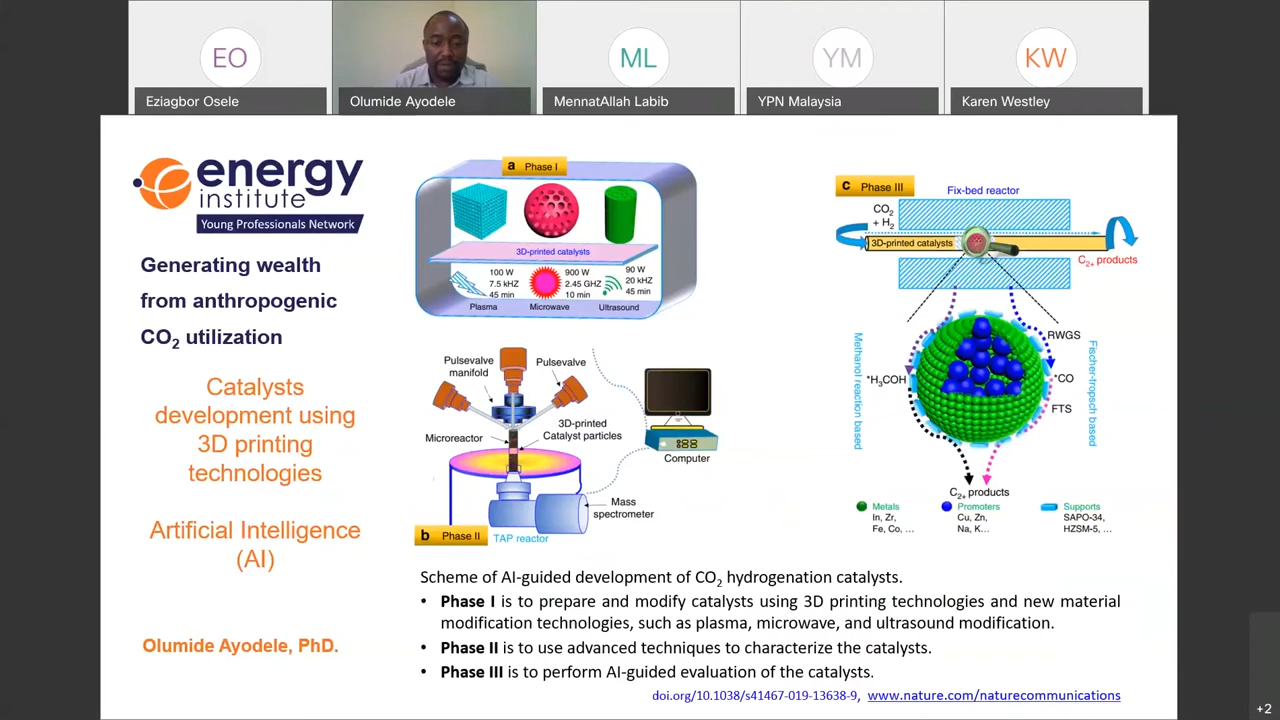 EO
ML
YM
KW
Eziagbor Osele
Olumide Ayodele
MennatAllah Labib
YPN Malaysia
Karen Westley
energy
institute
Young Professionals Network
Generating wealth
from anthropogenic
CO₂ utilization
Catalysts
development using
3D printing
technologies
Artificial Intelligence
(AI)
Olumide Ayodele, PhD.
a Phase I
3D-printed catalysts
100 W
7.5 kHZ
45 min
Plasma
900 W
2.45 GHZ
10 min
Microwave
90 W
20 kHZ
45 min
Ultrasound
Pulsevalve
manifold
Pulsevalve
Microreactor
3D-printed
Catalyst particles
Computer
Mass
spectrometer
b Phase II
TAP reactor
c Phase III
Fix-bed reactor
CO₂
+ H₂
3D-printed catalysts
C₂₊ products
Methanol reaction based
*H₃COH
RWGS
*CO
FTS
Fischer-tropsch based
C₂₊ products
Metals
In, Zr,
Fe, Co, ...
Promoters
Cu, Zn,
Na, K...
Supports
SAPO-34,
HZSM-5, ...
Scheme of AI-guided development of CO₂ hydrogenation catalysts.
• Phase I is to prepare and modify catalysts using 3D printing technologies and new material
modification technologies, such as plasma, microwave, and ultrasound modification.
• Phase II is to use advanced techniques to characterize the catalysts.
• Phase III is to perform AI-guided evaluation of the catalysts.
doi.org/10.1038/s41467-019-13638-9, www.nature.com/naturecommunications
+2